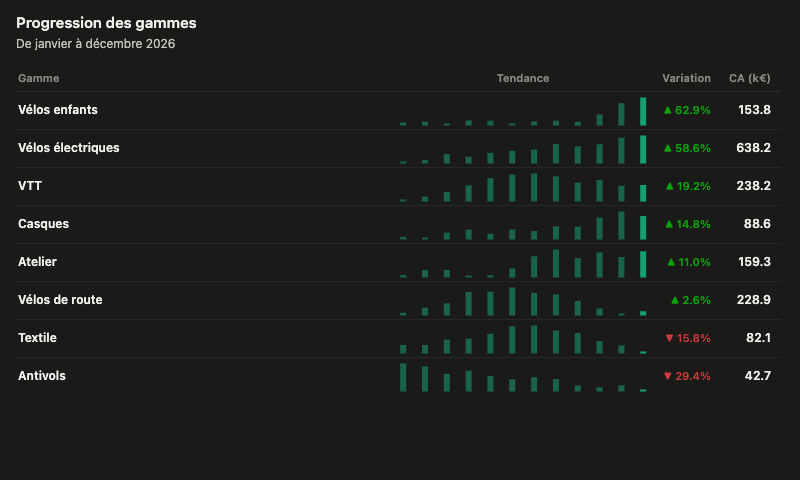 Progression des gammes
De janvier à décembre 2026
Gamme Tendance Variation CA (k€)
Vélos enfants ▲ 62.9% 153.8
Vélos électriques ▲ 58.6% 638.2
VTT ▲ 19.2% 238.2
Casques ▲ 14.8% 88.6
Atelier ▲ 11.0% 159.3
Vélos de route ▲ 2.6% 228.9
Textile ▼ 15.8% 82.1
Antivols ▼ 29.4% 42.7